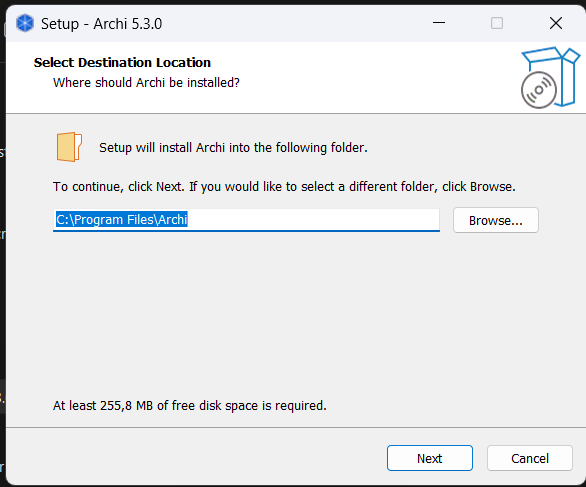 Setup - Archi 5.3.0
Select Destination Location
Where should Archi be installed?
Setup will install Archi into the following folder.
To continue, click Next. If you would like to select a different folder, click Browse.
C:\Program Files\Archi
Browse...
At least 255,8 MB of free disk space is required.
Next
Cancel